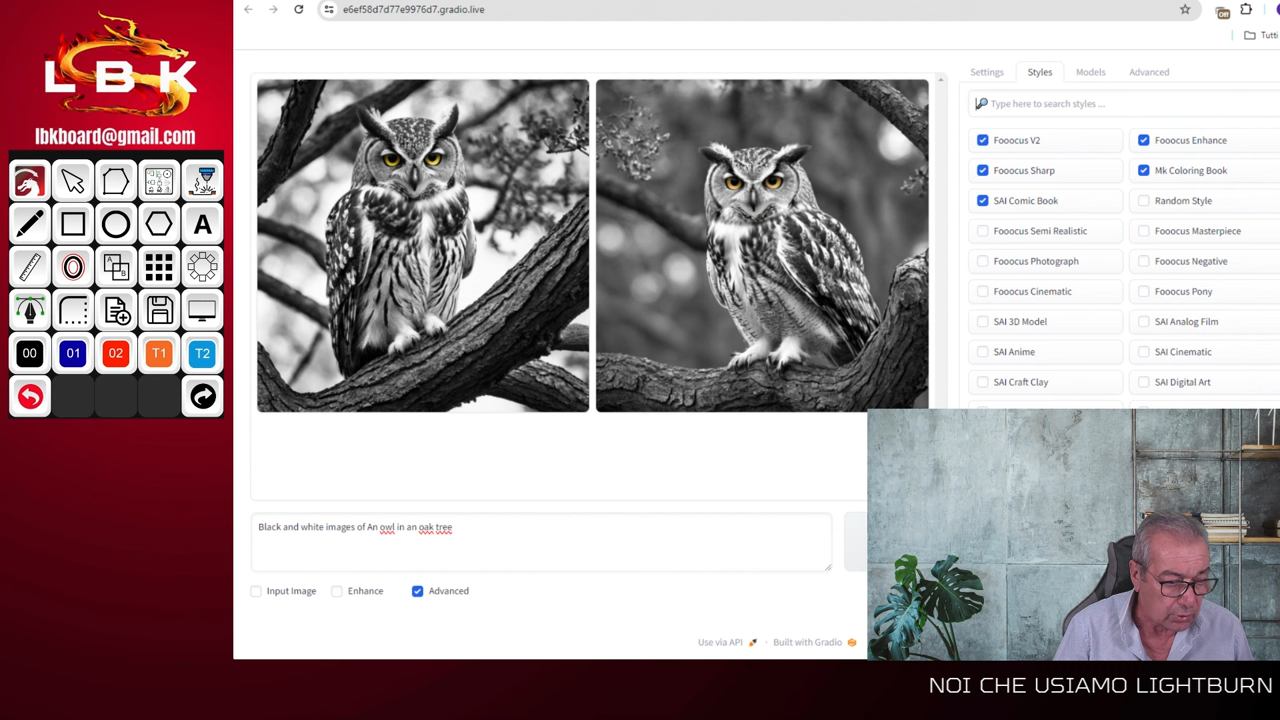 LBK
lbkboard@gmail.com
A
A
B
00
01
02
T1
T2
e6ef58d7d77e9976d7.gradio.live
Off
Tutti
Settings
Styles
Models
Advanced
Type here to search styles ...
Fooocus V2
Fooocus Enhance
Fooocus Sharp
Mk Coloring Book
SAI Comic Book
Random Style
Fooocus Semi Realistic
Fooocus Masterpiece
Fooocus Photograph
Fooocus Negative
Fooocus Cinematic
Fooocus Pony
SAI 3D Model
SAI Analog Film
SAI Anime
SAI Cinematic
SAI Craft Clay
SAI Digital Art
Black and white images of An owl in an oak tree
Input Image
Enhance
Advanced
Use via API
·
Built with Gradio
NOI CHE USIAMO LIGHTBURN